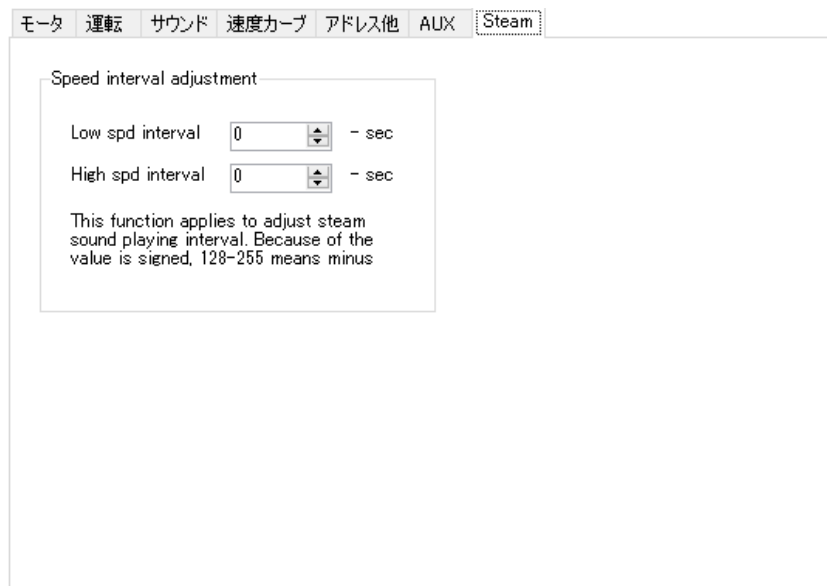 モータ 運転 サウンド 速度カーブ アドレス他 AUX Steam
Speed interval adjustment
Low spd interval 0 - sec
High spd interval 0 - sec
This function applies to adjust steam
sound playing interval. Because of the
value is signed, 128-255 means minus